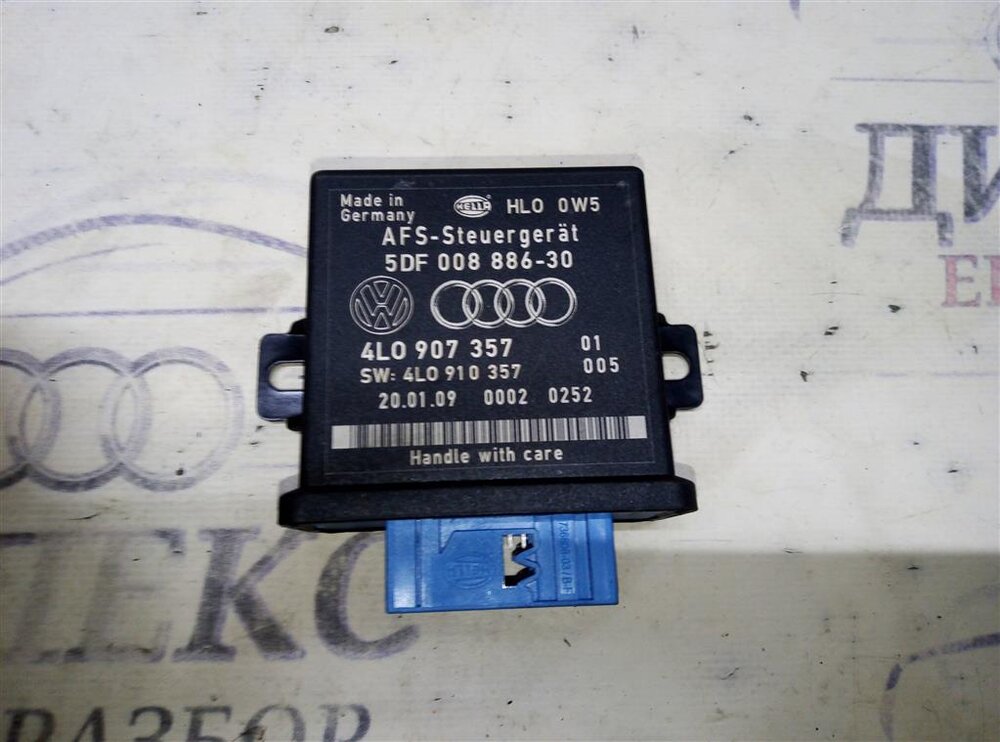 Made in
Germany
HELLA HL0 0W5
AFS-Steuergerät
5DF 008 886-30
4L0 907 357 01
SW: 4L0 910 357 005
20.01.09 0002 0252
Handle with care